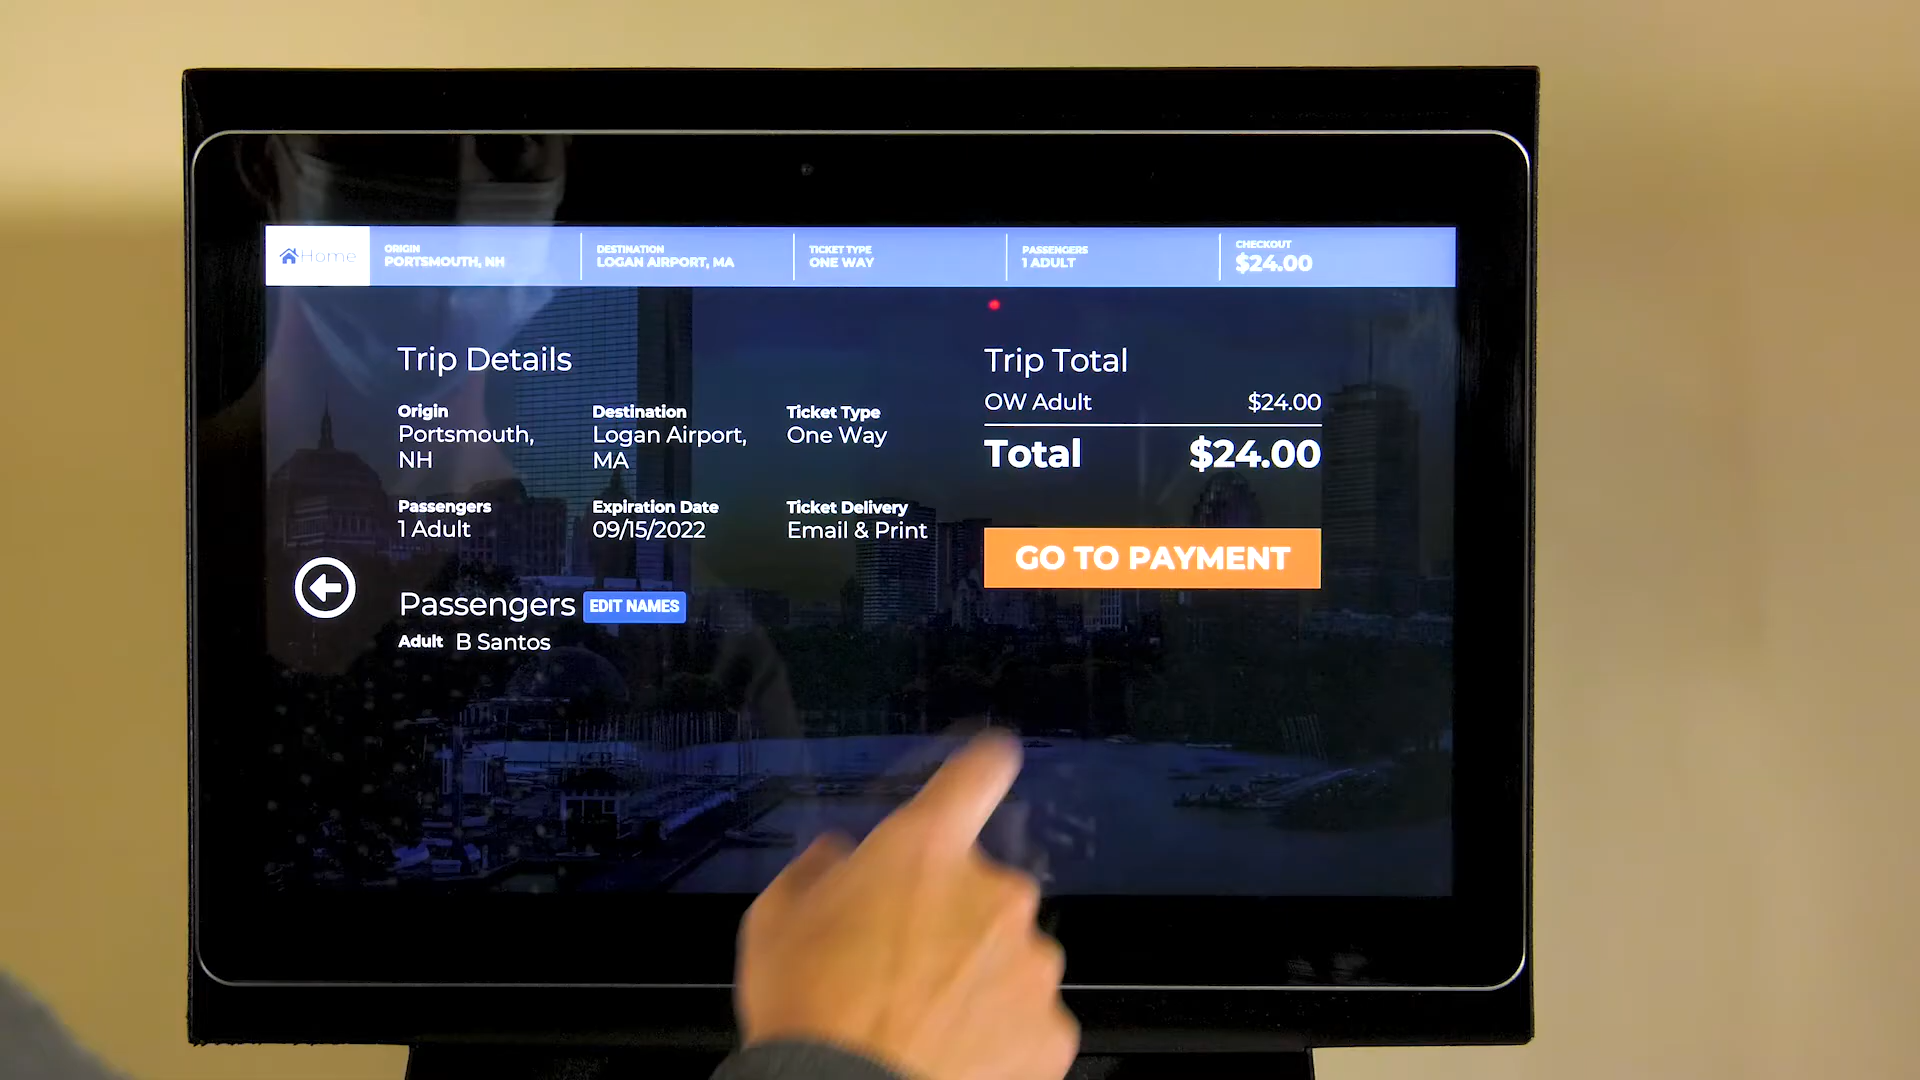 Home
ORIGIN
PORTSMOUTH, NH
DESTINATION
LOGAN AIRPORT, MA
TICKET TYPE
ONE WAY
PASSENGERS
1 ADULT
CHECKOUT
$24.00
Trip Details
Origin
Portsmouth,
NH
Destination
Logan Airport,
MA
Ticket Type
One Way
Passengers
1 Adult
Expiration Date
09/15/2022
Ticket Delivery
Email & Print
Passengers EDIT NAMES
Adult B Santos
Trip Total
OW Adult $24.00
Total $24.00
GO TO PAYMENT